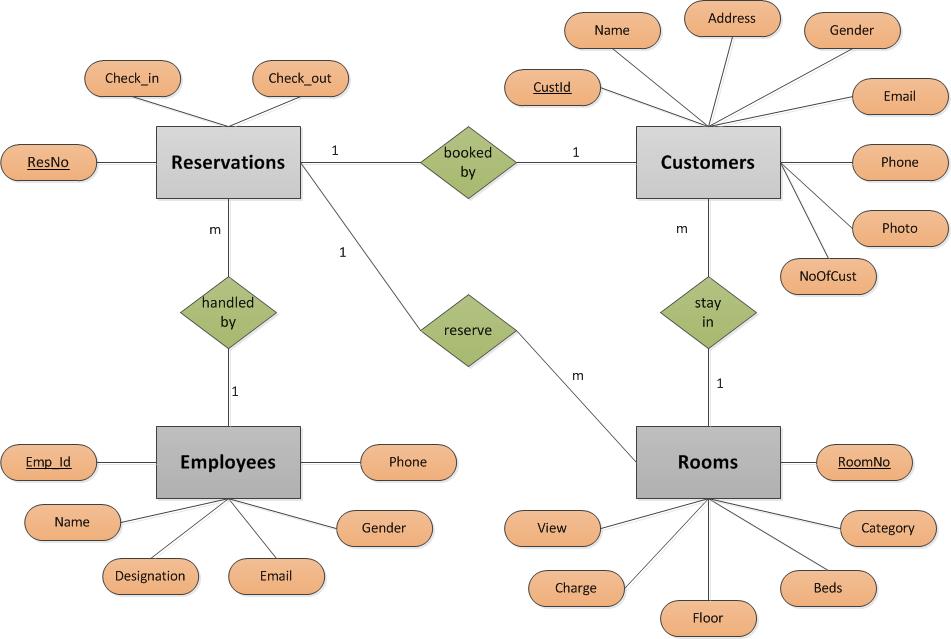 Name
Address
Gender
Check_in
Check_out
CustId
Email
ResNo
Reservations
1
booked
by
1
Customers
Phone
m
1
m
Photo
NoOfCust
handled
by
reserve
stay
in
1
m
1
Emp_Id
Employees
Phone
Rooms
RoomNo
Name
Gender
View
Category
Designation
Email
Charge
Beds
Floor